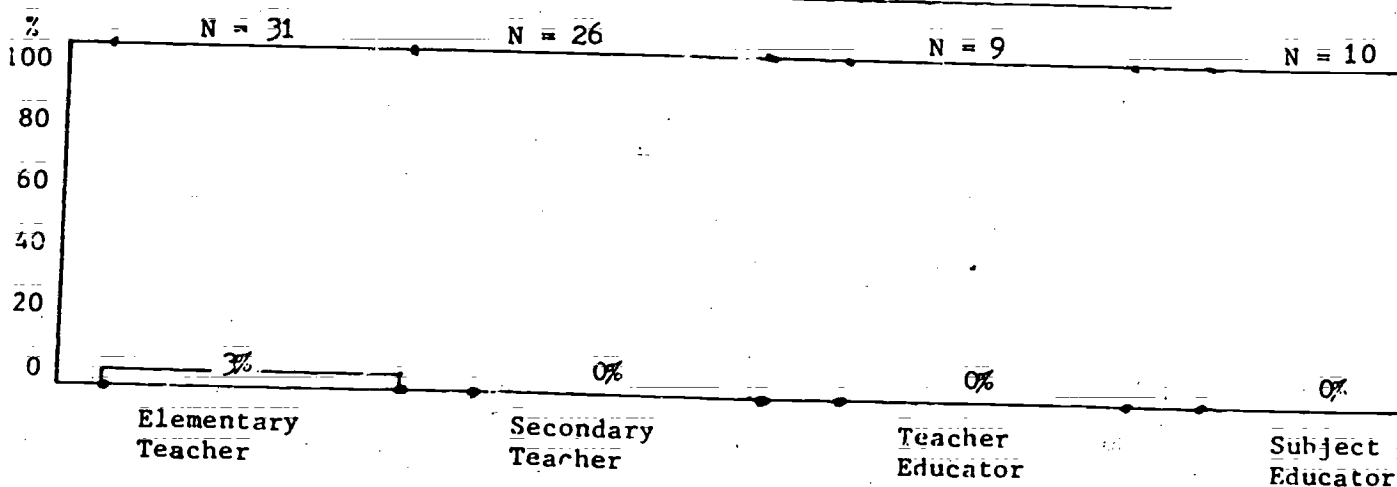 %
N = 31 N = 26 N = 9 N = 10
100
80
60
40
20
0
3% 0% 0% 0%
Elementary Secondary Teacher Subject
Teacher Teacher Educator Educator